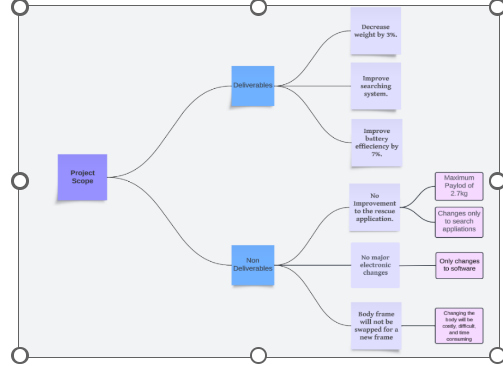 Decrease
weight by 3%.
Deliverables
Improve
searching
system.
Improve
battery
effieciency by
7%.
Project
Scope
No
improvement
to the rescue
application.
Maximum
Paylod of
2.7kg
Changes only
to search
appliations
Non
Deliverables
No major
electronic
changes
Only changes
to software
Body frame
will not be
swapped for a
new frame
Changing the
body will be
costly, difficult,
and time
consuming